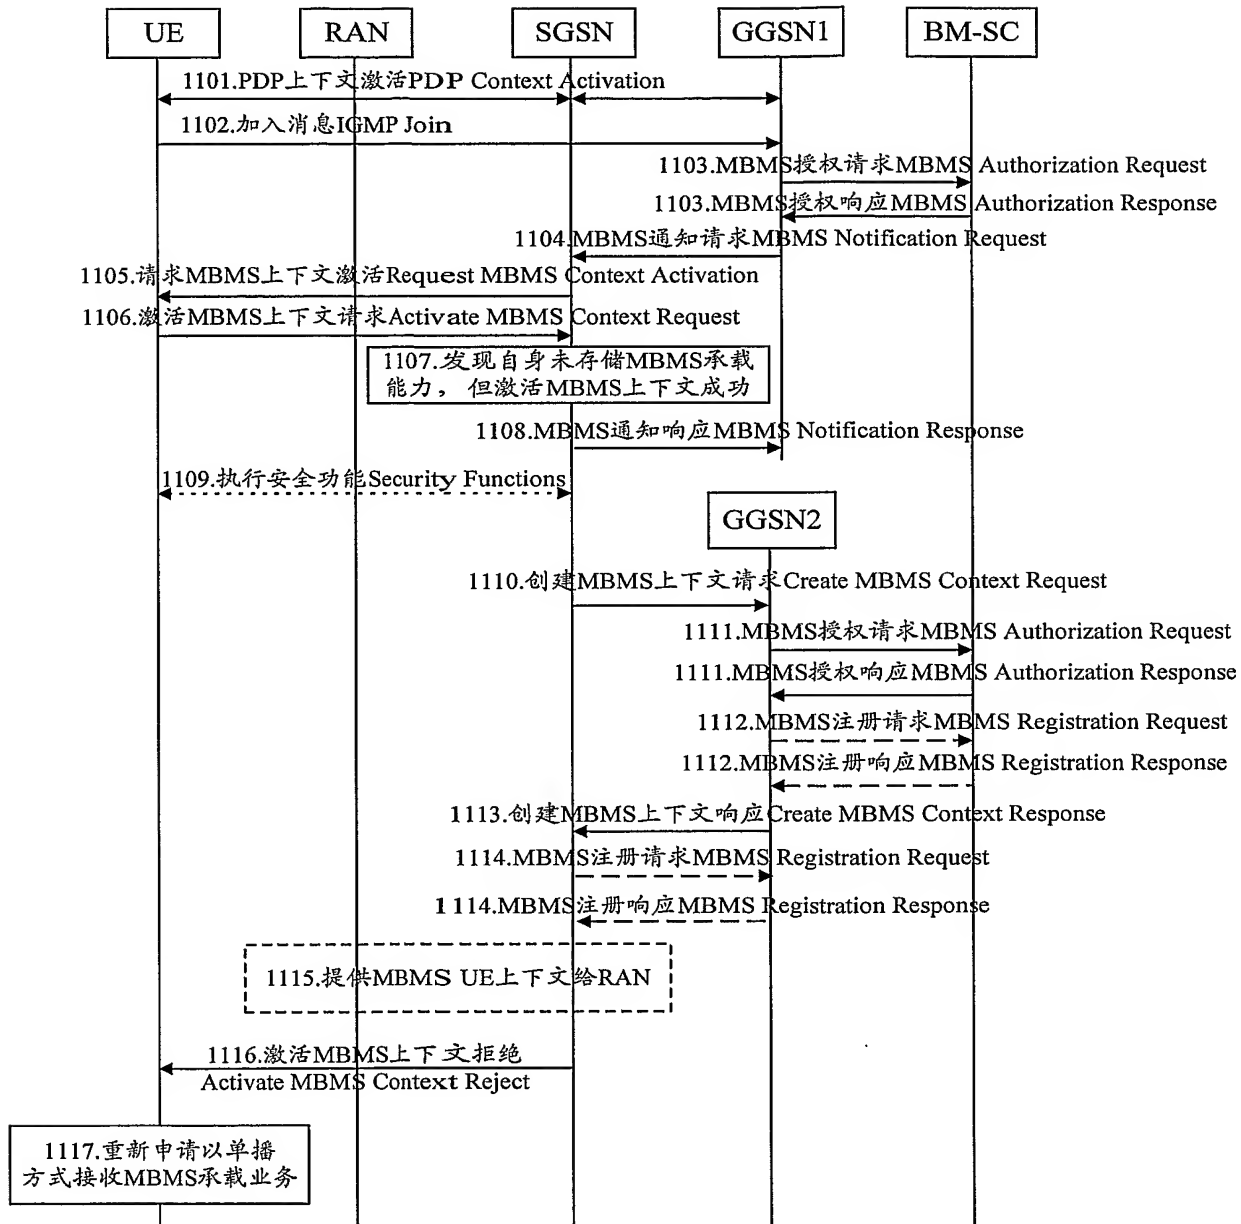 UE
RAN
SGSN
GGSN1
BM-SC
1101.PDP上下文激活PDP Context Activation
1102.加入消息IGMP Join
1103.MBMS授权请求MBMS Authorization Request
1103.MBMS授权响应MBMS Authorization Response
1104.MBMS通知请求MBMS Notification Request
1105.请求MBMS上下文激活Request MBMS Context Activation
1106.激活MBMS上下文请求Activate MBMS Context Request
1107.发现自身未存储MBMS承载
能力，但激活MBMS上下文成功
1108.MBMS通知响应MBMS Notification Response
1109.执行安全功能Security Functions
GGSN2
1110.创建MBMS上下文请求Create MBMS Context Request
1111.MBMS授权请求MBMS Authorization Request
1111.MBMS授权响应MBMS Authorization Response
1112.MBMS注册请求MBMS Registration Request
1112.MBMS注册响应MBMS Registration Response
1113.创建MBMS上下文响应Create MBMS Context Response
1114.MBMS注册请求MBMS Registration Request
1114.MBMS注册响应MBMS Registration Response
1115.提供MBMS UE上下文给RAN
1116.激活MBMS上下文拒绝
Activate MBMS Context Reject
1117.重新申请以单播
方式接收MBMS承载业务